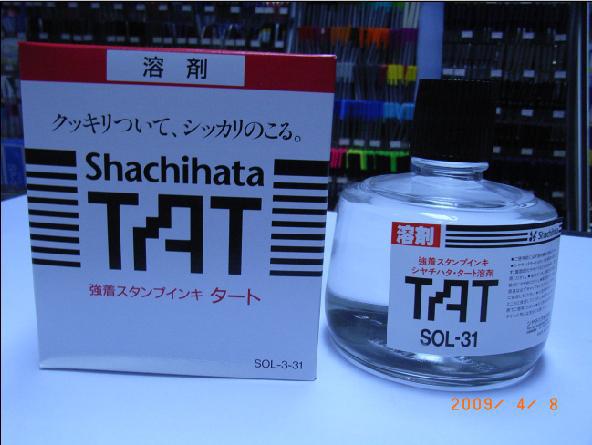 溶剤
クッキリついて、シッカリのこる。
Shachihata
TAT
強着スタンプインキ タート
SOL-3-31
溶剤
Shachihata
強着スタンプインキ
シヤチハタ・タート溶剤
TAT
SOL-31
2009/ 4/ 8